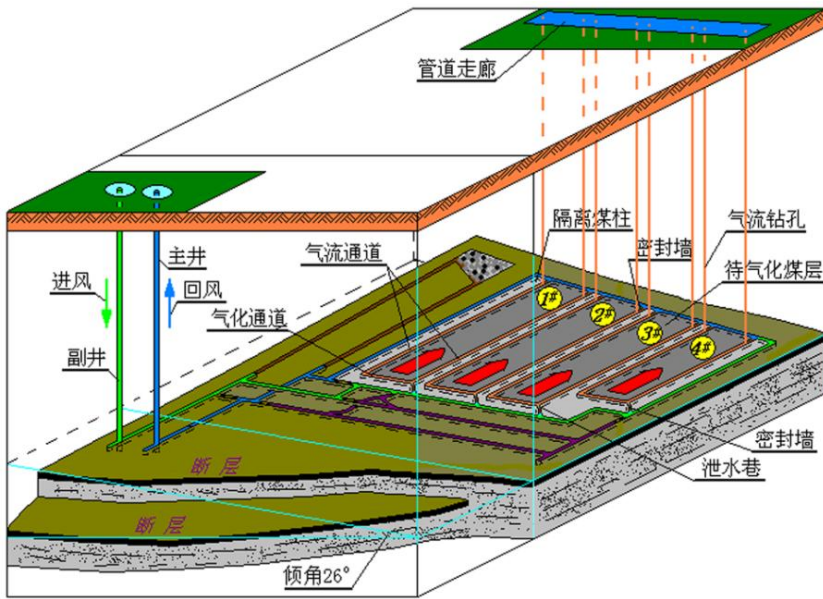 管道走廊
隔离煤柱
气流钻孔
主井
气流通道
密封墙
待气化煤层
进风
回风
气化通道
1#
2#
3#
4#
副井
密封墙
泄水巷
断层
断层
倾角26°